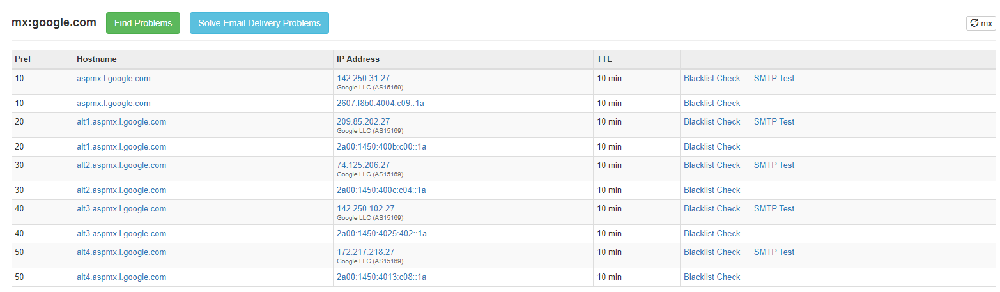 mx:google.com Find Problems Solve Email Delivery Problems mx
Pref Hostname IP Address TTL
10 aspmx.l.google.com 142.250.31.27 10 min Blacklist Check SMTP Test
Google LLC (AS15169)
10 aspmx.l.google.com 2607:f8b0:4004:c09::1a 10 min Blacklist Check
20 alt1.aspmx.l.google.com 209.85.202.27 10 min Blacklist Check SMTP Test
Google LLC (AS15169)
20 alt1.aspmx.l.google.com 2a00:1450:400b:c00::1a 10 min Blacklist Check
30 alt2.aspmx.l.google.com 74.125.206.27 10 min Blacklist Check SMTP Test
Google LLC (AS15169)
30 alt2.aspmx.l.google.com 2a00:1450:400c:c04::1a 10 min Blacklist Check
40 alt3.aspmx.l.google.com 142.250.102.27 10 min Blacklist Check SMTP Test
Google LLC (AS15169)
40 alt3.aspmx.l.google.com 2a00:1450:4025:402::1a 10 min Blacklist Check
50 alt4.aspmx.l.google.com 172.217.218.27 10 min Blacklist Check SMTP Test
Google LLC (AS15169)
50 alt4.aspmx.l.google.com 2a00:1450:4013:c08::1a 10 min Blacklist Check